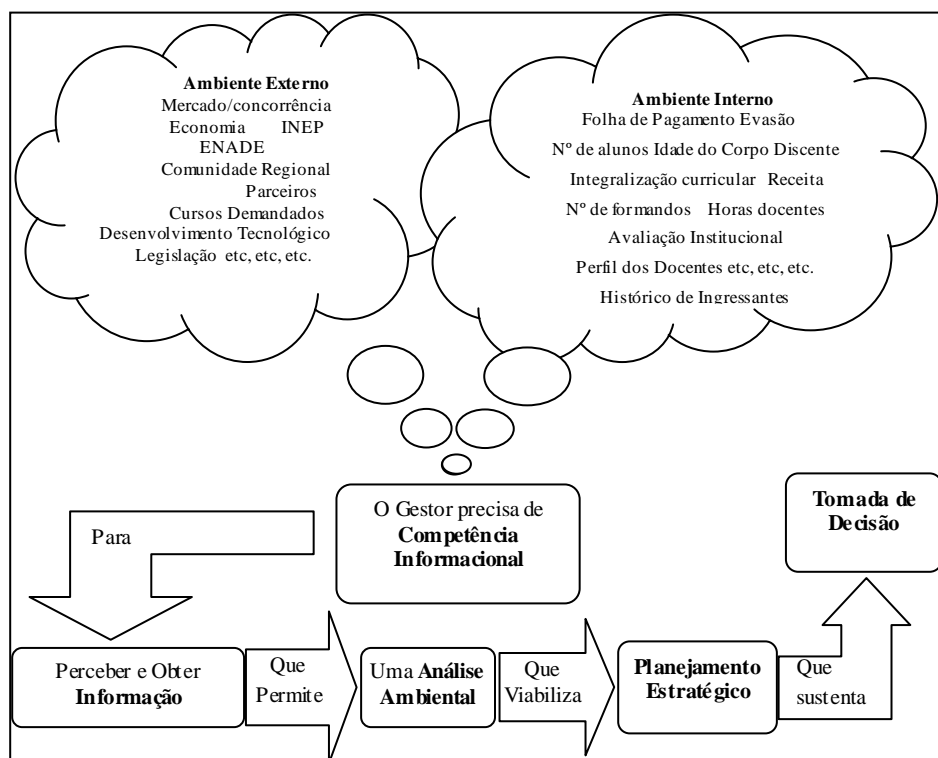 Ambiente Externo
Mercado/concorrência
Economia INEP
ENADE
Comunidade Regional
Parceiros
Cursos Demandados
Desenvolvimento Tecnológico
Legislação etc, etc, etc.
Ambiente Interno
Folha de Pagamento Evasão
Nº de alunos Idade do Corpo Discente
Integralização curricular Receita
Nº de formandos Horas docentes
Avaliação Institucional
Perfil dos Docentes etc, etc, etc.
Histórico de Ingressantes
O Gestor precisa de
Competência
Informacional
Para
Perceber e Obter
Informação
Que
Permite
Uma Análise
Ambiental
Que
Viabiliza
Planejamento
Estratégico
Que
sustenta
Tomada de
Decisão